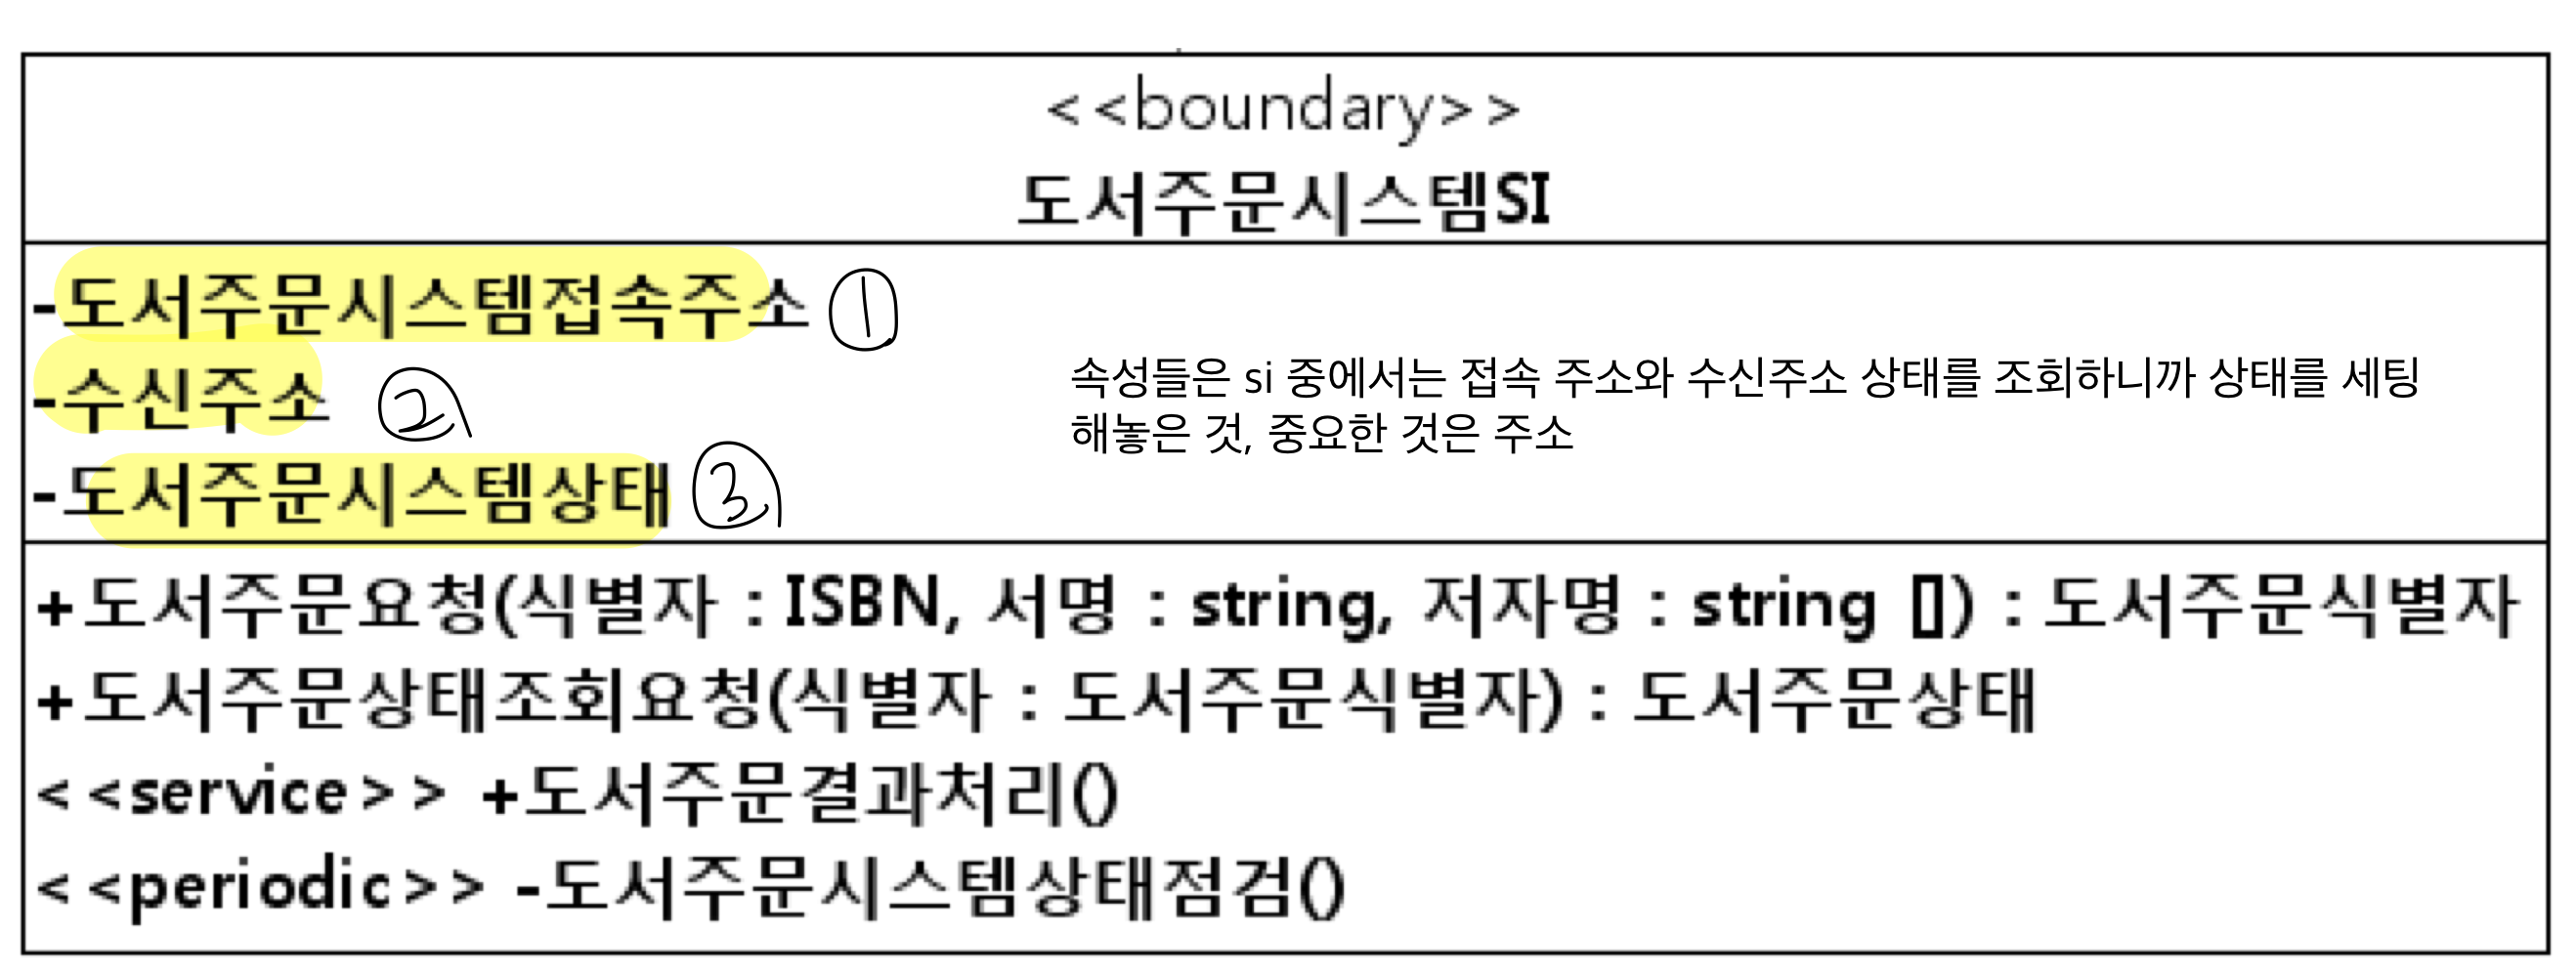 <<boundary>>
도서주문시스템SI
-도서주문시스템접속주소 ①
-수신주소 ②
-도서주문시스템상태 ③
속성들은 si 중에서는 접속 주소와 수신주소 상태를 조회하니까 상태를 세팅
해놓은 것, 중요한 것은 주소
+도서주문요청(식별자 : ISBN, 서명 : string, 저자명 : string []) : 도서주문식별자
+도서주문상태조회요청(식별자 : 도서주문식별자) : 도서주문상태
<<service>> +도서주문결과처리()
<<periodic>> -도서주문시스템상태점검()